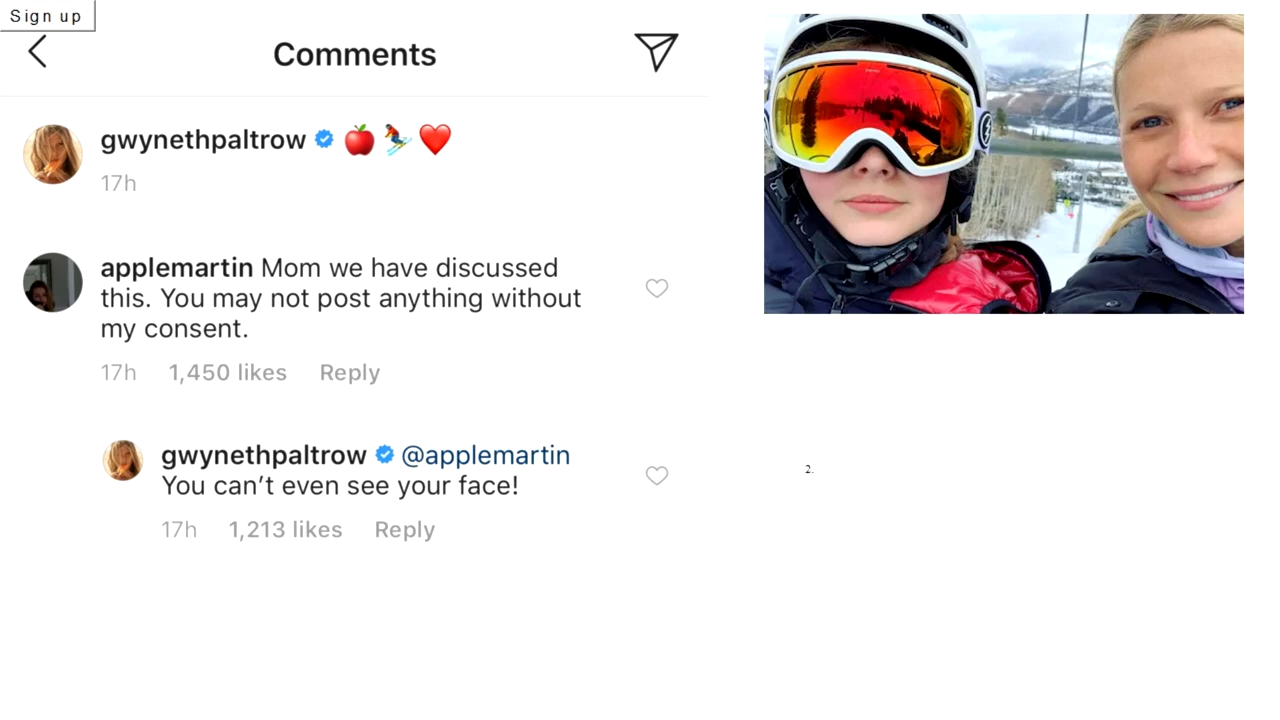 Sign up
Comments
gwynethpaltrow 🍎⛷️❤️
17h
applemartin Mom we have discussed
this. You may not post anything without
my consent.
17h 1,450 likes Reply
gwynethpaltrow @applemartin
You can’t even see your face!
17h 1,213 likes Reply
2.